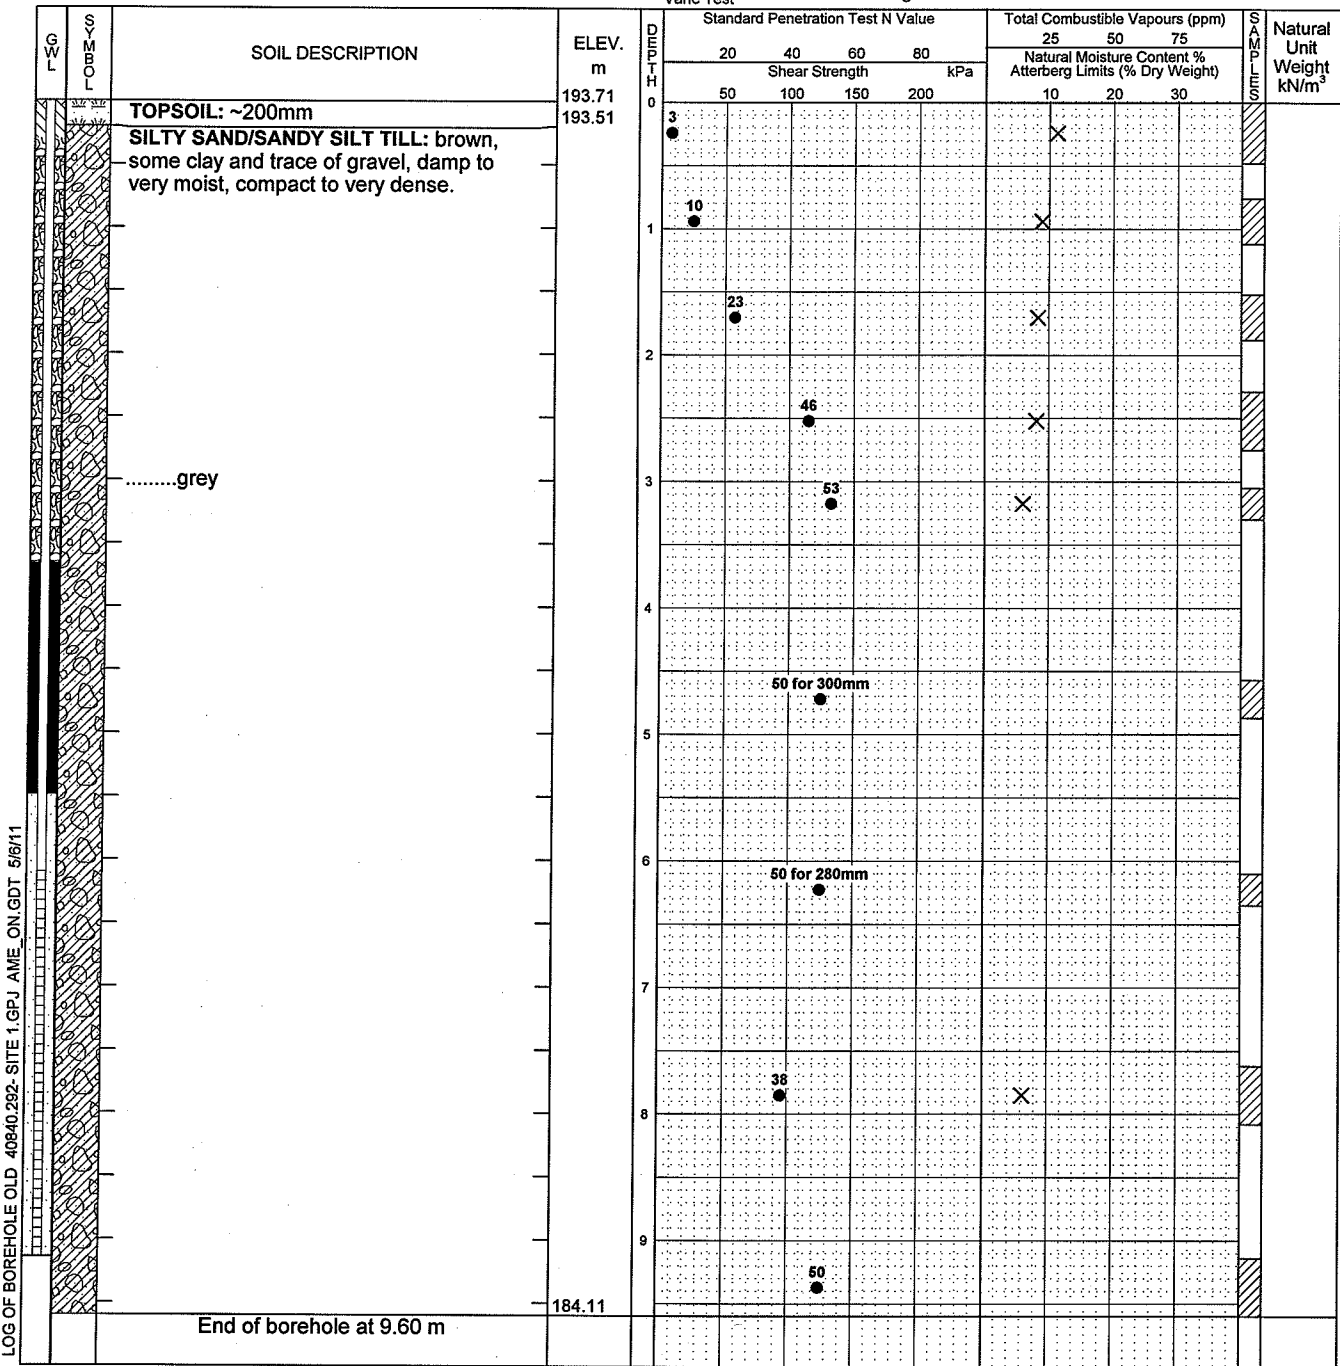 Vane Test
GWL
SYMBOL
SOIL DESCRIPTION
ELEV.
m
DEPTH
Standard Penetration Test N Value
20 40 60 80
Shear Strength kPa
50 100 150 200
Total Combustible Vapours (ppm)
25 50 75
Natural Moisture Content %
Atterberg Limits (% Dry Weight)
10 20 30
SAMPLES
Natural
Unit
Weight
kN/m³
193.71
0
TOPSOIL: ~200mm
193.51
SILTY SAND/SANDY SILT TILL: brown,
some clay and trace of gravel, damp to
very moist, compact to very dense.
3
10
1
23
2
46
.........grey
3
53
4
50 for 300mm
5
6
50 for 280mm
7
38
8
9
50
184.11
End of borehole at 9.60 m
LOG OF BOREHOLE OLD 40840.292- SITE 1.GPJ AME_ON.GDT 5/6/11